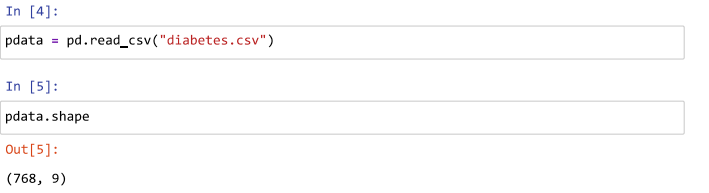 In [4]:
pdata = pd.read_csv("diabetes.csv")
In [5]:
pdata.shape
Out[5]:
(768, 9)